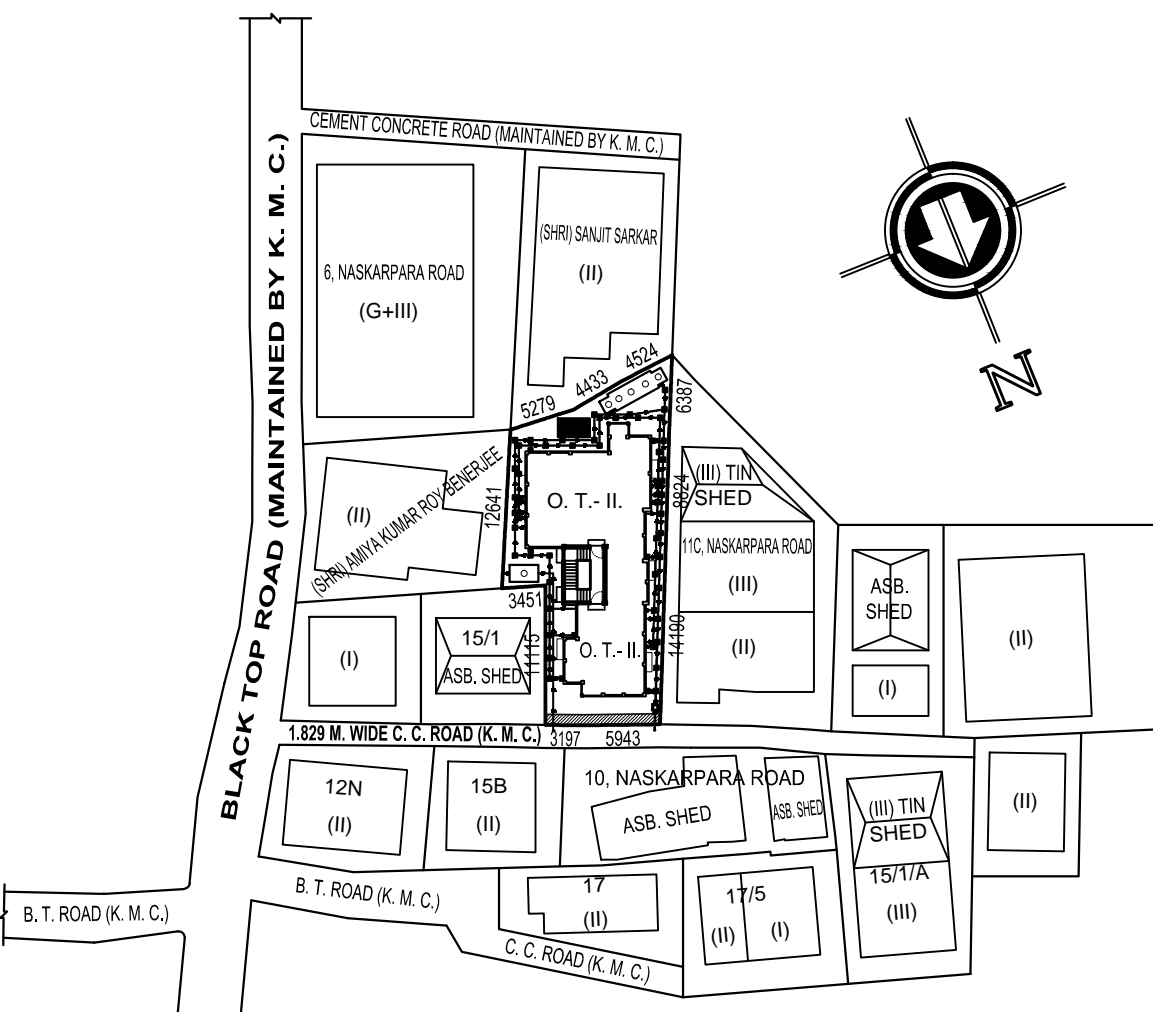 CEMENT CONCRETE ROAD (MAINTAINED BY K. M. C.)
BLACK TOP ROAD (MAINTAINED BY K. M. C.)
6, NASKARPARA ROAD
(G+III)
(SHRI) SANJIT SARKAR
(II)
N
5279
4433
4524
6387
(SHRI) AMIYA KUMAR ROY BENERJEE
(II)
12641
O. T.- II.
8824
(III) TIN
SHED
11C, NASKARPARA ROAD
(III)
(II)
ASB.
SHED
(I)
(II)
3451
(I)
15/1
ASB. SHED
11115
O. T.- II.
14190
1.829 M. WIDE C. C. ROAD (K. M. C.)
3197
5943
12N
(II)
15B
(II)
10, NASKARPARA ROAD
ASB. SHED
ASB. SHED
(III) TIN
SHED
15/1/A
(III)
(II)
B. T. ROAD (K. M. C.)
B. T. ROAD (K. M. C.)
17
(II)
17/5
(II)
(I)
C. C. ROAD (K. M. C.)